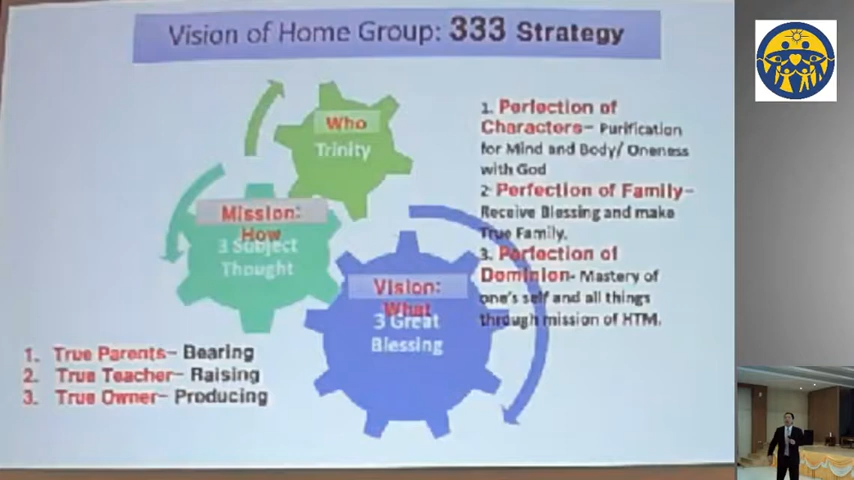 Vision of Home Group: 333 Strategy
Who
Trinity
Mission:
How
3 Subject
Thought
Vision:
What
3 Great
Blessing
1. Perfection of
Charactors- Purification
for Mind and Body/ Oneness
with God
2. Perfection of Family-
Receive Blessing and make
True Family.
3. Perfection of
Dominion- Mastery of
one's self and all things
through mission of HTM.
1. True Parents- Bearing
2. True Teacher- Raising
3. True Owner- Producing